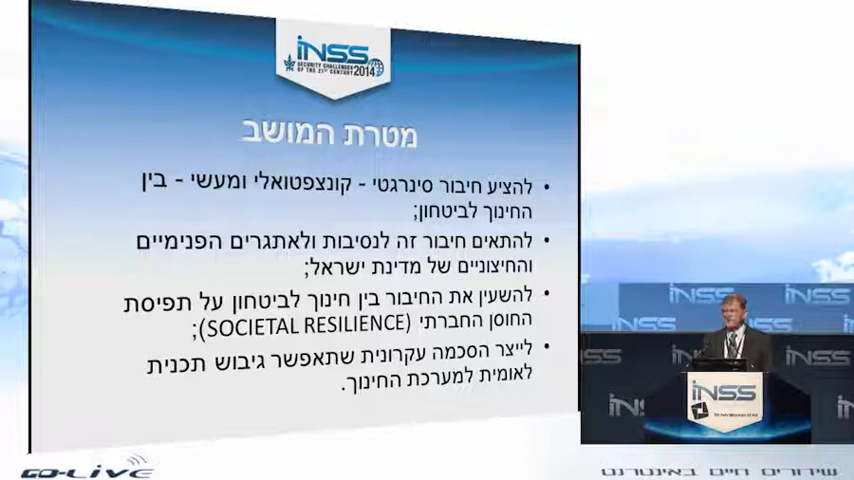 iNSS
SECURITY CHALLENGES
OF THE 21ST CENTURY 2014
מטרת המושב
• להציע חיבור סינרגטי - קונצפטואלי ומעשי - בין
החינוך לביטחון;
• להתאים חיבור זה לנסיבות ולאתגרים הפנימיים
והחיצוניים של מדינת ישראל;
• להשעין את החיבור בין חינוך לביטחון על תפיסת
החוסן החברתי (SOCIETAL RESILIENCE);
• לייצר הסכמה עקרונית שתאפשר גיבוש תכנית
לאומית למערכת החינוך.
iNSS
iNSS
iNSS
iNSS
iNSS
iNSS
GO-LIVE
שידורים חיים באינטרנט